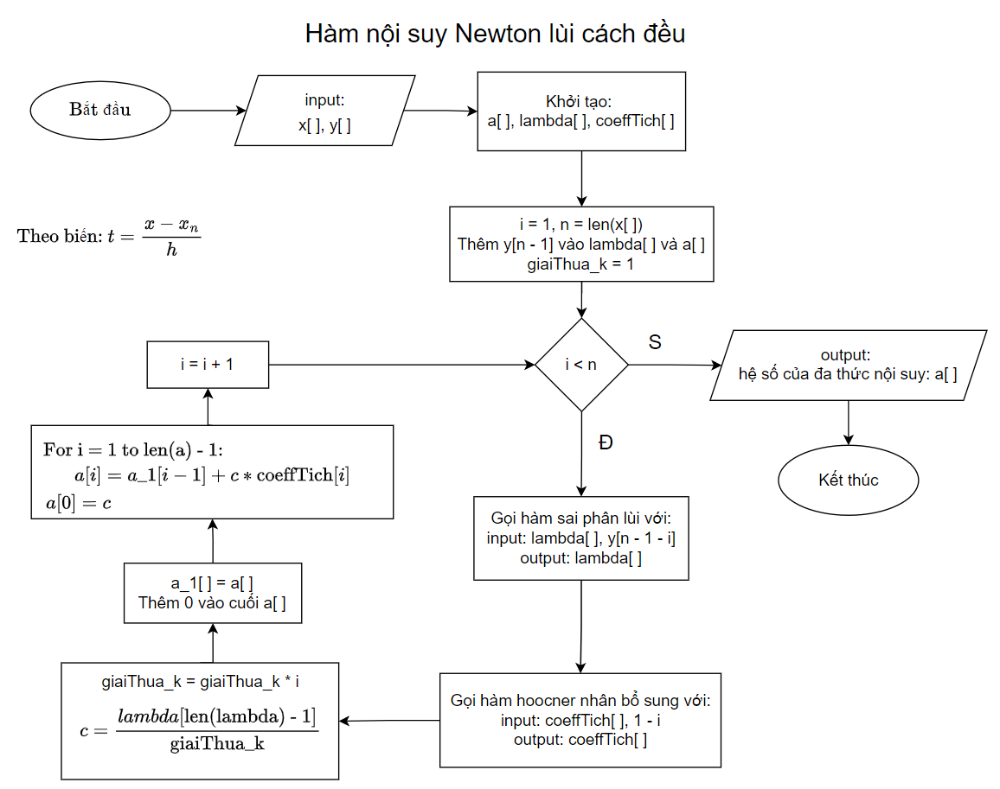 Hàm nội suy Newton lùi cách đều
Bắt đầu
input:
x[ ], y[ ]
Khởi tạo:
a[ ], lambda[ ], coeffTich[ ]
Theo biến: t = \frac{x - x_n}{h}
i = 1, n = len(x[ ])
Thêm y[n - 1] vào lambda[ ] và a[ ]
giaiThua_k = 1
i < n
S
output:
hệ số của đa thức nội suy: a[ ]
Kết thúc
Đ
Gọi hàm sai phân lùi với:
input: lambda[ ], y[n - 1 - i]
output: lambda[ ]
Gọi hàm hoocner nhân bổ sung với:
input: coeffTich[ ], 1 - i
output: coeffTich[ ]
giaiThua_k = giaiThua_k * i
c = \frac{lambda[len(lambda) - 1]}{giaiThua_k}
a_1[ ] = a[ ]
Thêm 0 vào cuối a[ ]
For i = 1 to len(a) - 1:
a[i] = a_1[i − 1] + c ∗ coeffTich[i]
a[0] = c
i = i + 1